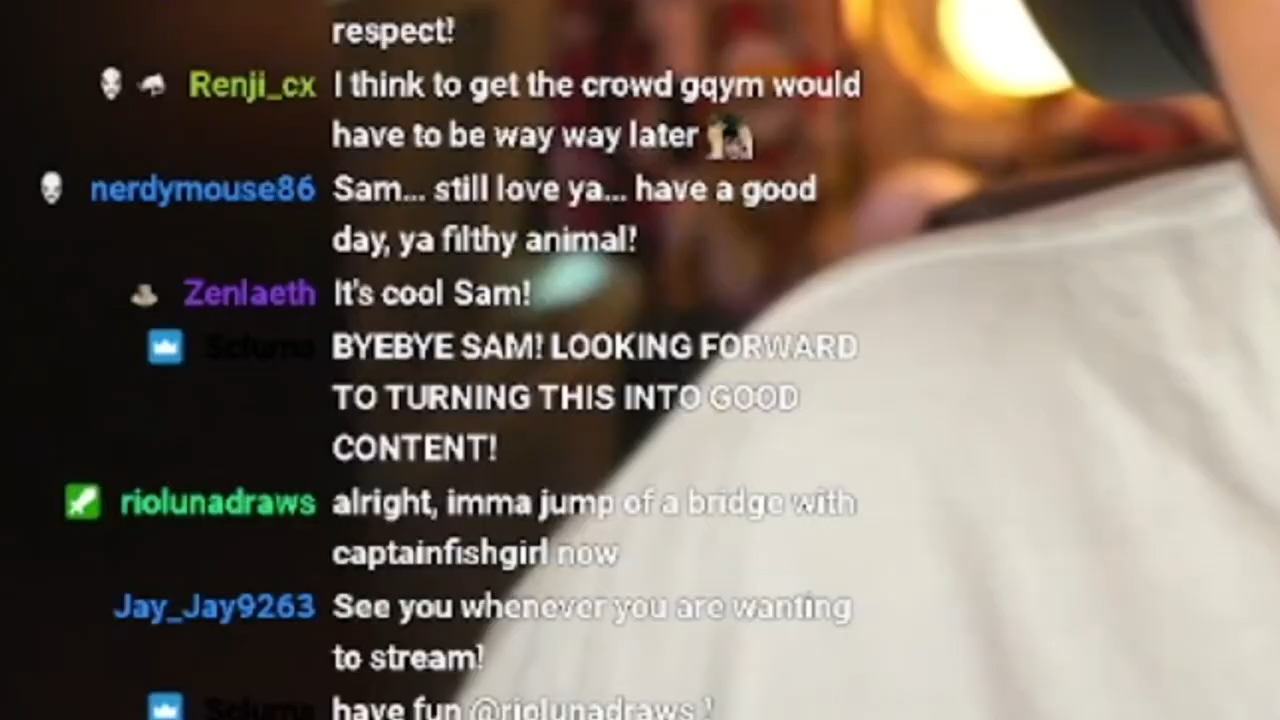 respect!
Renji_cx I think to get the crowd gqym would
have to be way way later
nerdymouse86 Sam... still love ya... have a good
day, ya filthy animal!
Zenlaeth It's cool Sam!
Scluma BYEBYE SAM! LOOKING FORWARD
TO TURNING THIS INTO GOOD
CONTENT!
riolunadraws alright, imma jump of a bridge with
captainfishgirl now
Jay_Jay9263 See you whenever you are wanting
to stream!
Scluma have fun @riolunadraws !